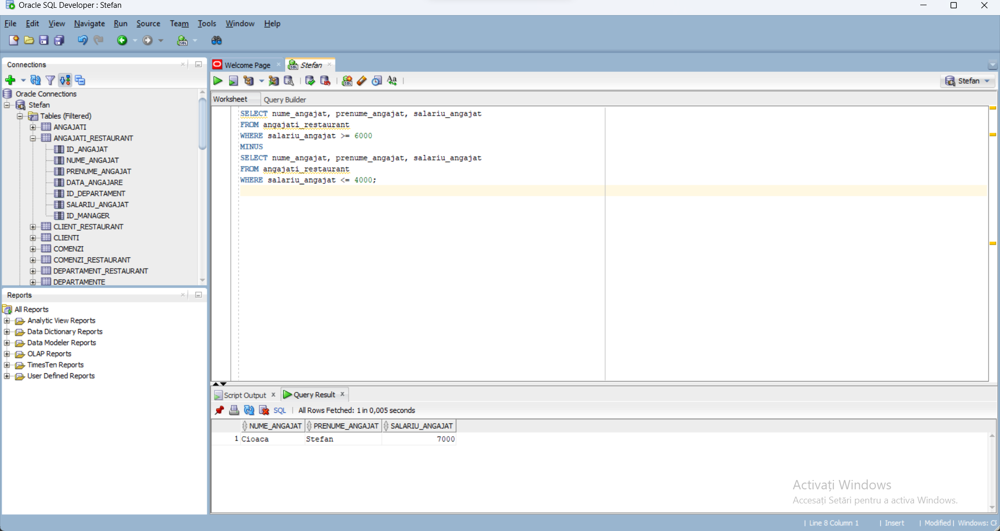 Oracle SQL Developer : Stefan
File Edit View Navigate Run Source Team Tools Window Help
Connections
Oracle Connections
Stefan
Tables (Filtered)
ANGAJATI
ANGAJATI_RESTAURANT
ID_ANGAJAT
NUME_ANGAJAT
PRENUME_ANGAJAT
DATA_ANGAJARE
ID_DEPARTAMENT
SALARIU_ANGAJAT
ID_MANAGER
CLIENT_RESTAURANT
CLIENTI
COMENZI
COMENZI_RESTAURANT
DEPARTAMENT_RESTAURANT
DEPARTAMENTE
Reports
All Reports
Analytic View Reports
Data Dictionary Reports
Data Modeler Reports
OLAP Reports
TimesTen Reports
User Defined Reports
Welcome Page Stefan
Stefan
Worksheet Query Builder
SELECT nume_angajat, prenume_angajat, salariu_angajat
FROM angajati_restaurant
WHERE salariu_angajat >= 6000
MINUS
SELECT nume_angajat, prenume_angajat, salariu_angajat
FROM angajati_restaurant
WHERE salariu_angajat <= 4000;
Script Output Query Result
SQL | All Rows Fetched: 1 in 0,005 seconds
NUME_ANGAJAT PRENUME_ANGAJAT SALARIU_ANGAJAT
1 Cioaca Stefan 7000
Activați Windows
Accesați Setări pentru a activa Windows.
| Line 8 Column 1 | Insert | Modified | Windows: CF